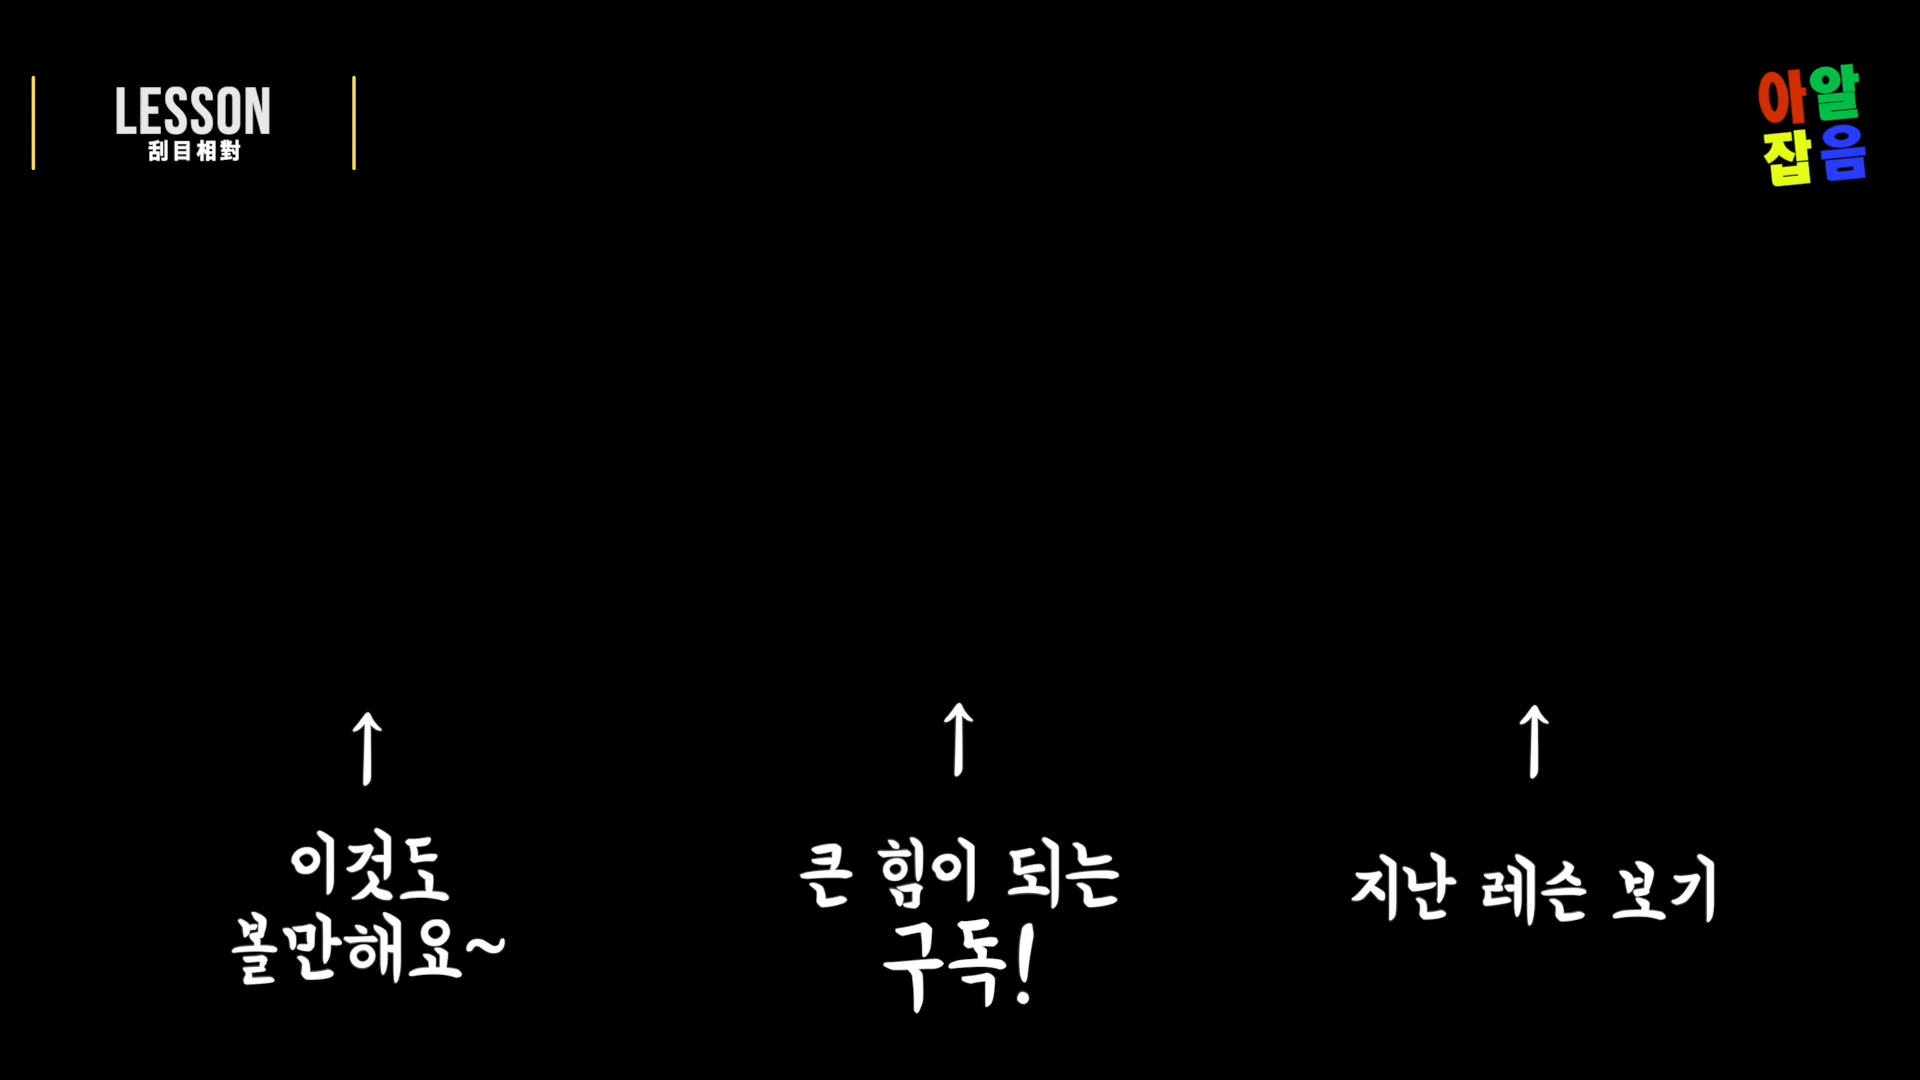 LESSON
刮目相對
아알
잡음
이것도
볼만해요~
큰 힘이 되는
구독!
지난 레슨 보기